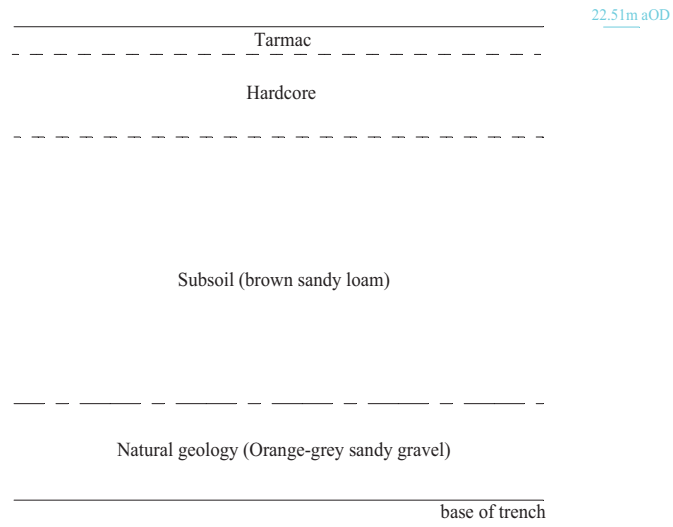 22.51m aOD
Tarmac
Hardcore
Subsoil (brown sandy loam)
Natural geology (Orange-grey sandy gravel)
base of trench